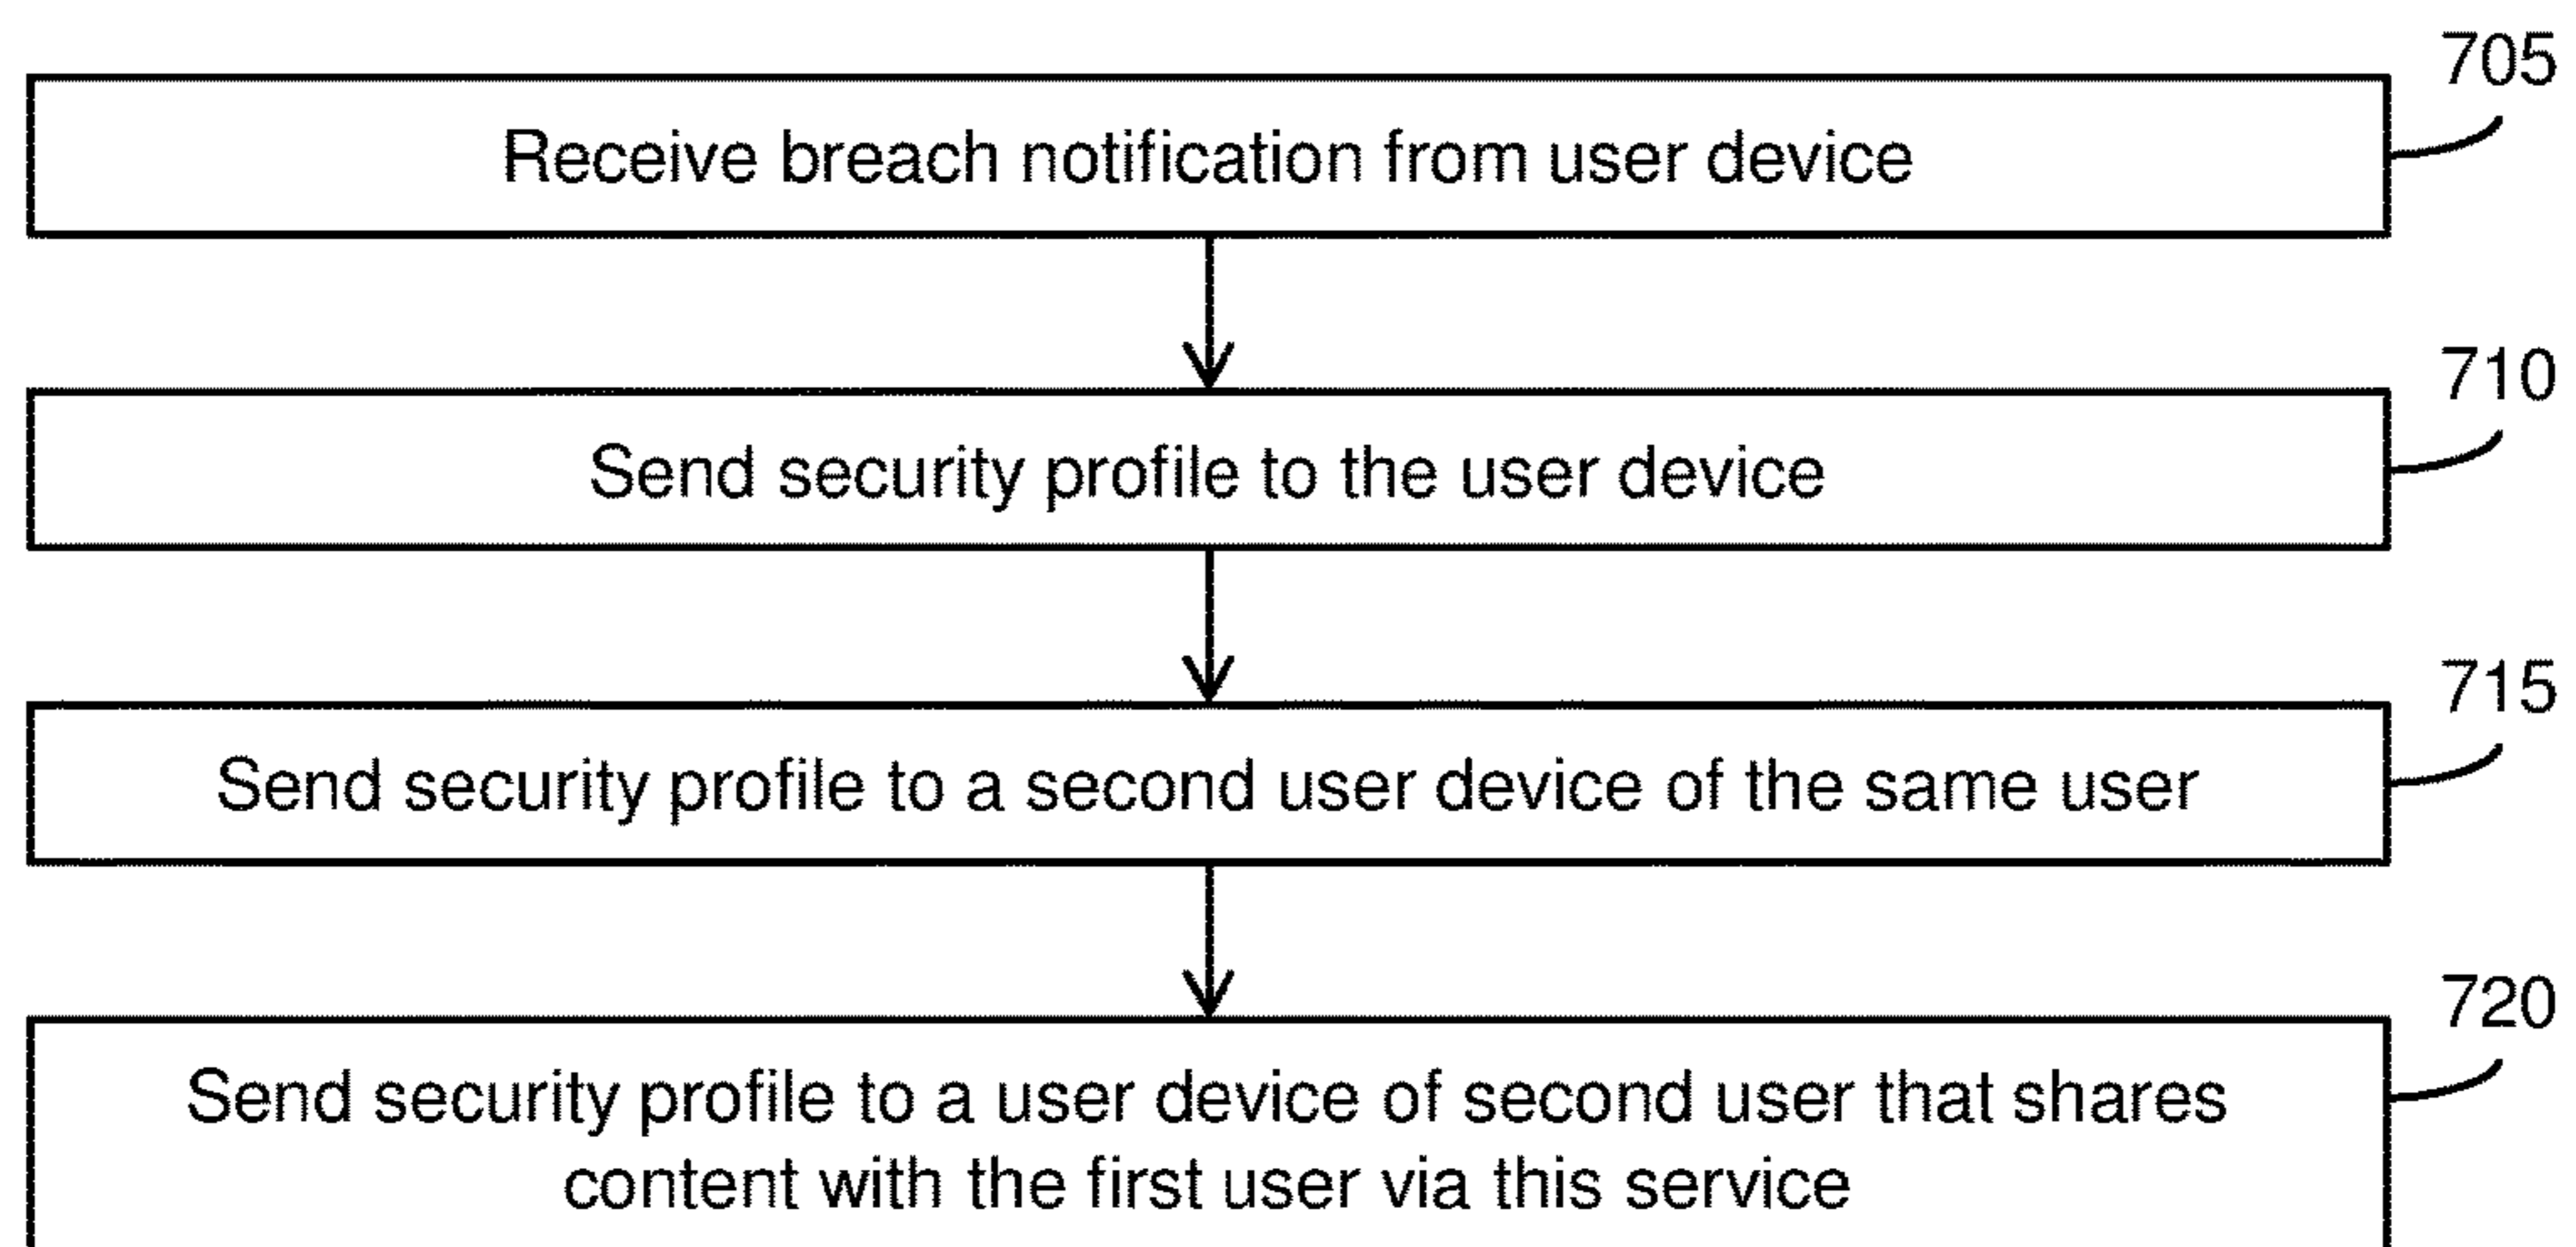 705
Receive breach notification from user device
710
Send security profile to the user device
715
Send security profile to a second user device of the same user
720
Send security profile to a user device of second user that shares
content with the first user via this service